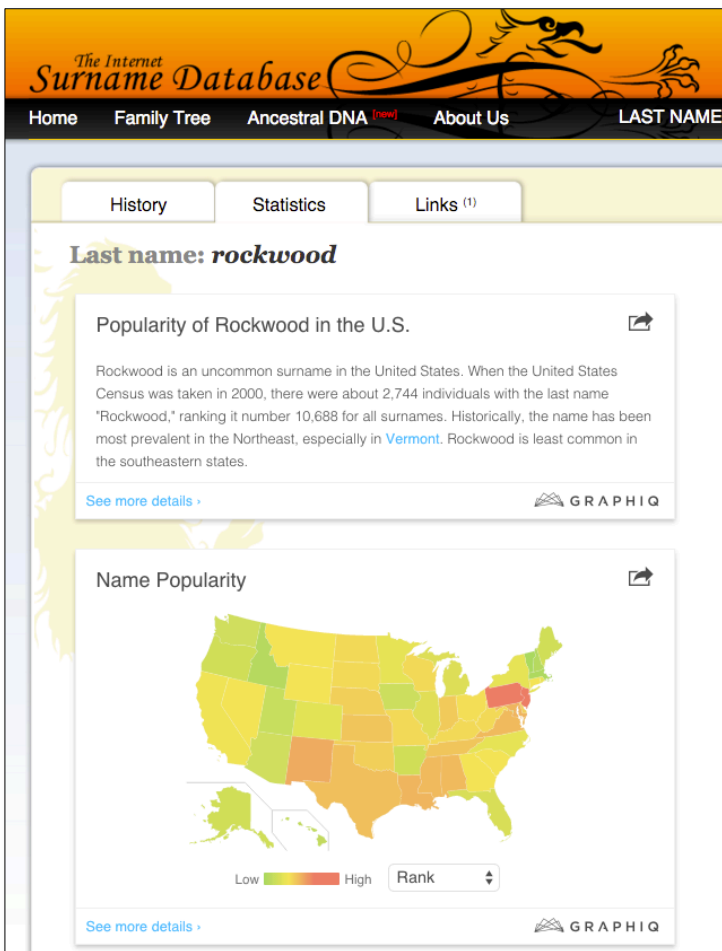 The Internet
Surname Database
Home Family Tree Ancestral DNA [new] About Us LAST NAME
History Statistics Links (1)
Last name: rockwood
Popularity of Rockwood in the U.S.
Rockwood is an uncommon surname in the United States. When the United States
Census was taken in 2000, there were about 2,744 individuals with the last name
"Rockwood," ranking it number 10,688 for all surnames. Historically, the name has been
most prevalent in the Northeast, especially in Vermont. Rockwood is least common in
the southeastern states.
See more details › GRAPHIQ
Name Popularity
Low High Rank
See more details › GRAPHIQ